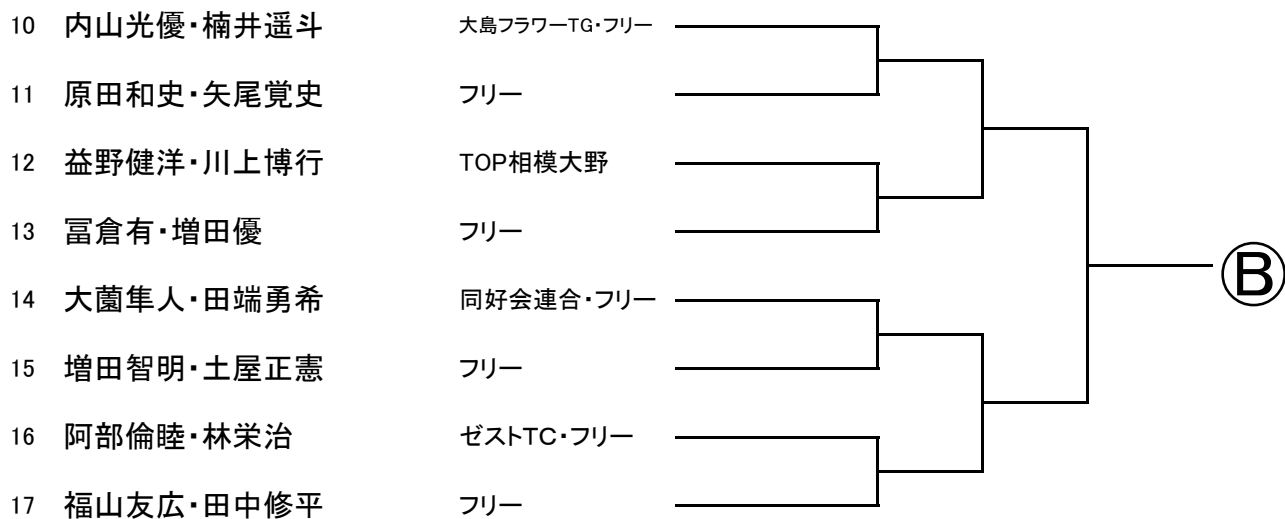 10 内山光優・楠井遥斗 大島フラワーTG・フリー
11 原田和史・矢尾覚史 フリー
12 益野健洋・川上博行 TOP相模大野
13 冨倉有・増田優 フリー
Ⓑ
14 大薗隼人・田端勇希 同好会連合・フリー
15 増田智明・土屋正憲 フリー
16 阿部倫睦・林栄治 ゼストTC・フリー
17 福山友広・田中修平 フリー